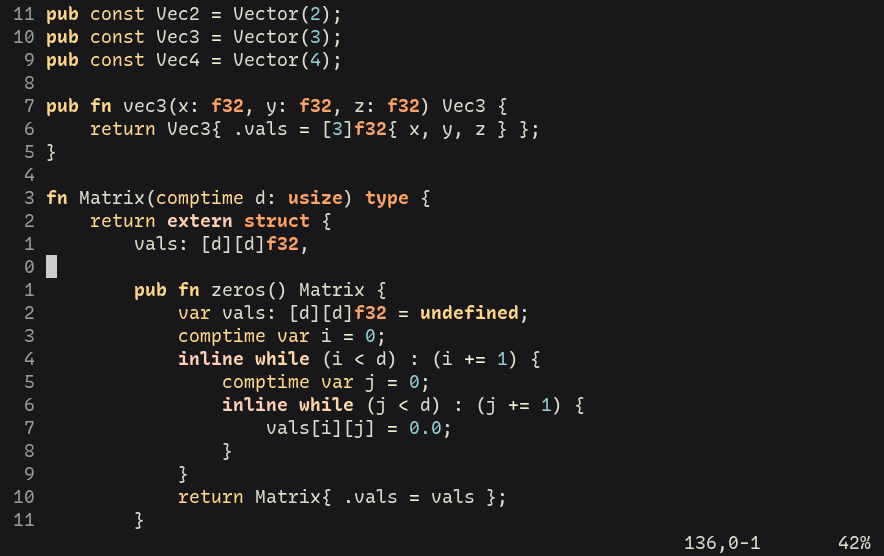 11 pub const Vec2 = Vector(2);
10 pub const Vec3 = Vector(3);
9 pub const Vec4 = Vector(4);
8
7 pub fn vec3(x: f32, y: f32, z: f32) Vec3 {
6     return Vec3{ .vals = [3]f32{ x, y, z } };
5 }
4
3 fn Matrix(comptime d: usize) type {
2     return extern struct {
1         vals: [d][d]f32,
0
1         pub fn zeros() Matrix {
2             var vals: [d][d]f32 = undefined;
3             comptime var i = 0;
4             inline while (i < d) : (i += 1) {
5                 comptime var j = 0;
6                 inline while (j < d) : (j += 1) {
7                     vals[i][j] = 0.0;
8                 }
9             }
10             return Matrix{ .vals = vals };
11         }
136,0-1 42%